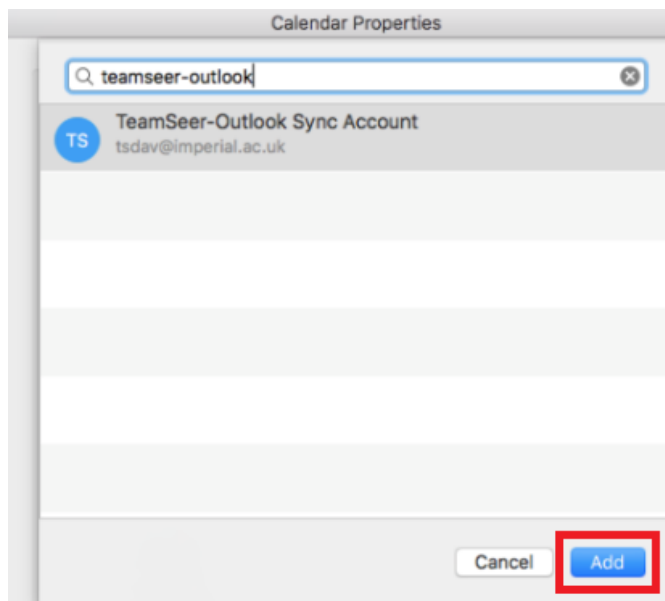 Calendar Properties
teamseer-outlook
TS
TeamSeer-Outlook Sync Account
tsdav@imperial.ac.uk
Cancel
Add